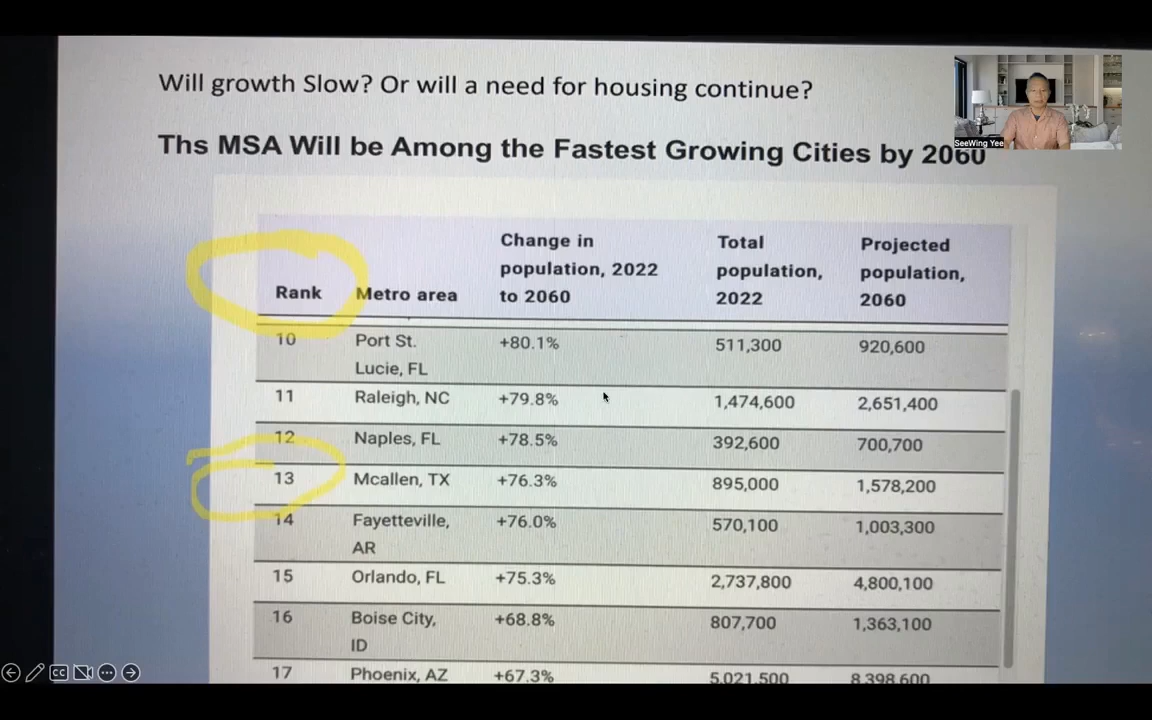 Will growth Slow? Or will a need for housing continue?
SeeWing Yee
Ths MSA Will be Among the Fastest Growing Cities by 2060
Rank Metro area Change in population, 2022 to 2060 Total population, 2022 Projected population, 2060
10 Port St. Lucie, FL +80.1% 511,300 920,600
11 Raleigh, NC +79.8% 1,474,600 2,651,400
12 Naples, FL +78.5% 392,600 700,700
13 Mcallen, TX +76.3% 895,000 1,578,200
14 Fayetteville, AR +76.0% 570,100 1,003,300
15 Orlando, FL +75.3% 2,737,800 4,800,100
16 Boise City, ID +68.8% 807,700 1,363,100
17 Phoenix, AZ +67.3% 5,021,500 8,398,600
CC